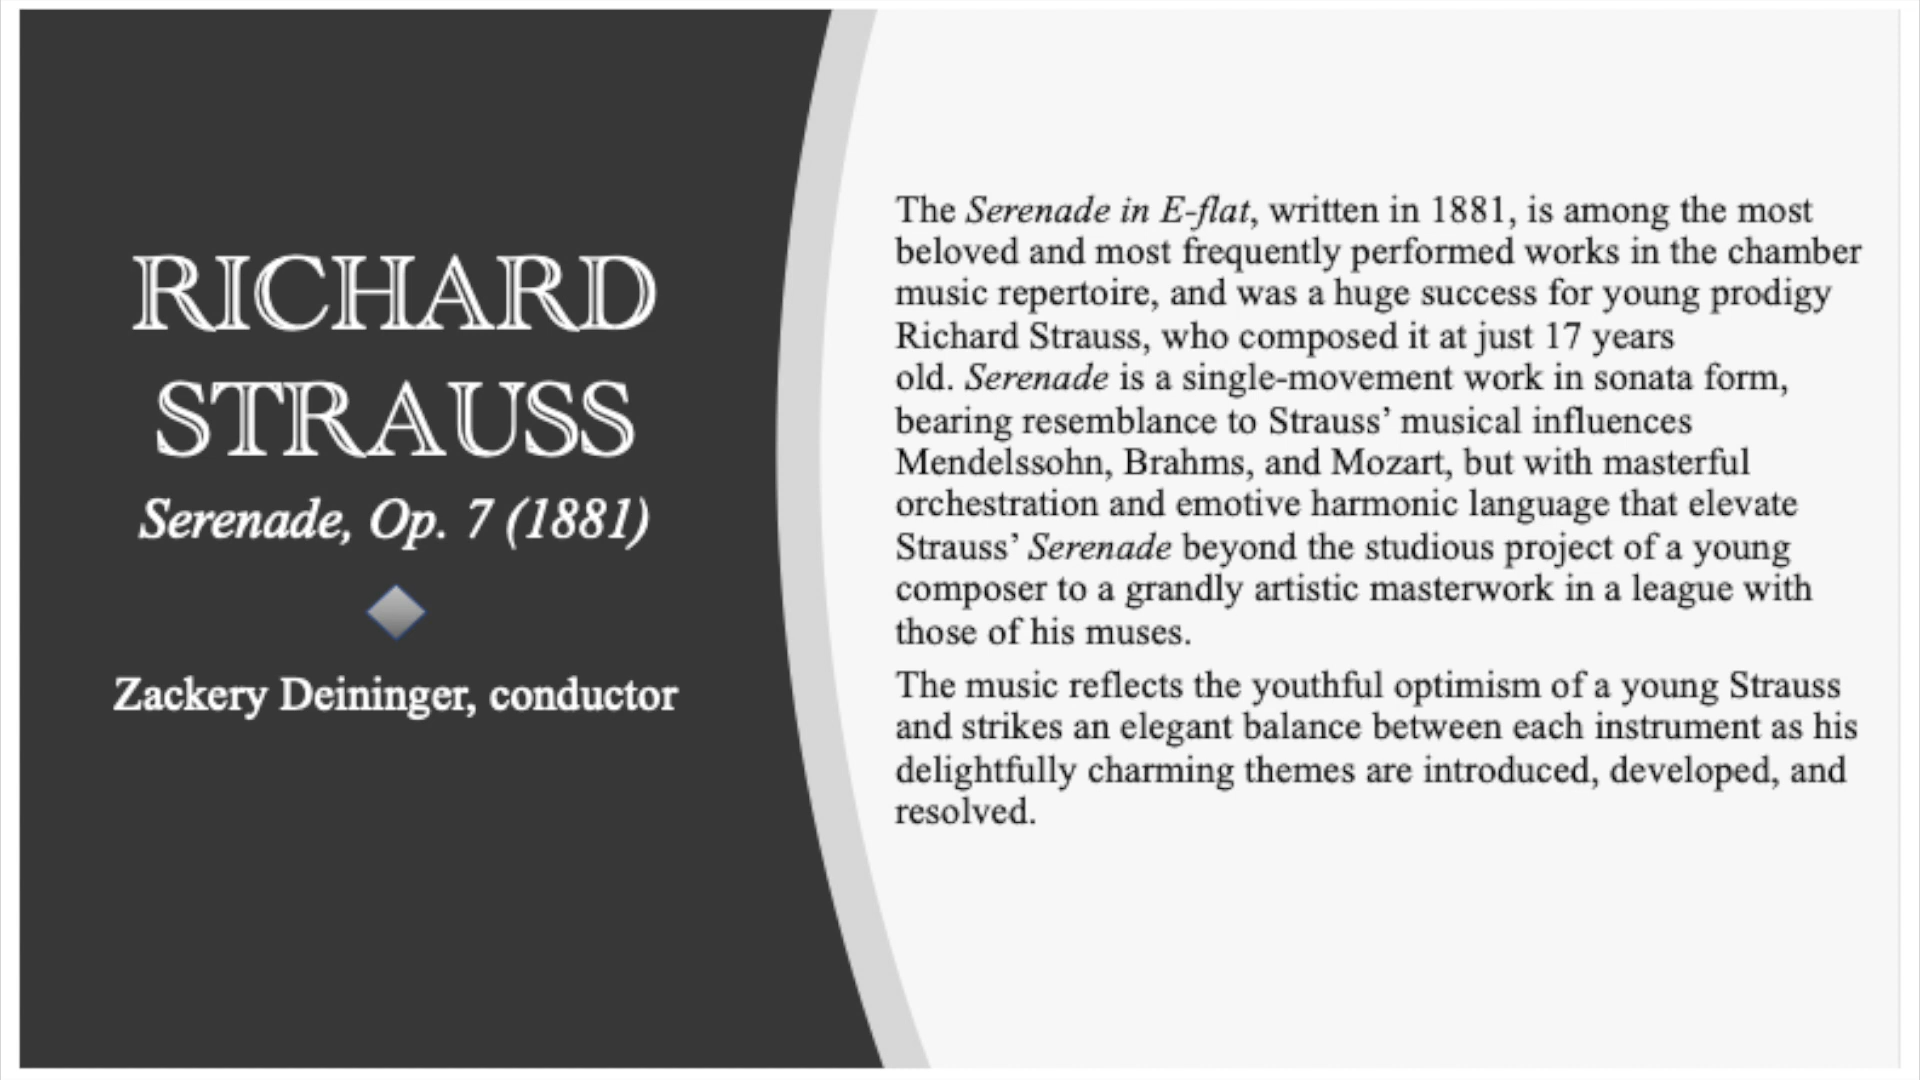 RICHARD
STRAUSS
Serenade, Op. 7 (1881)
Zackery Deininger, conductor
The Serenade in E-flat, written in 1881, is among the most
beloved and most frequently performed works in the chamber
music repertoire, and was a huge success for young prodigy
Richard Strauss, who composed it at just 17 years
old. Serenade is a single-movement work in sonata form,
bearing resemblance to Strauss’ musical influences
Mendelssohn, Brahms, and Mozart, but with masterful
orchestration and emotive harmonic language that elevate
Strauss’ Serenade beyond the studious project of a young
composer to a grandly artistic masterwork in a league with
those of his muses.
The music reflects the youthful optimism of a young Strauss
and strikes an elegant balance between each instrument as his
delightfully charming themes are introduced, developed, and
resolved.